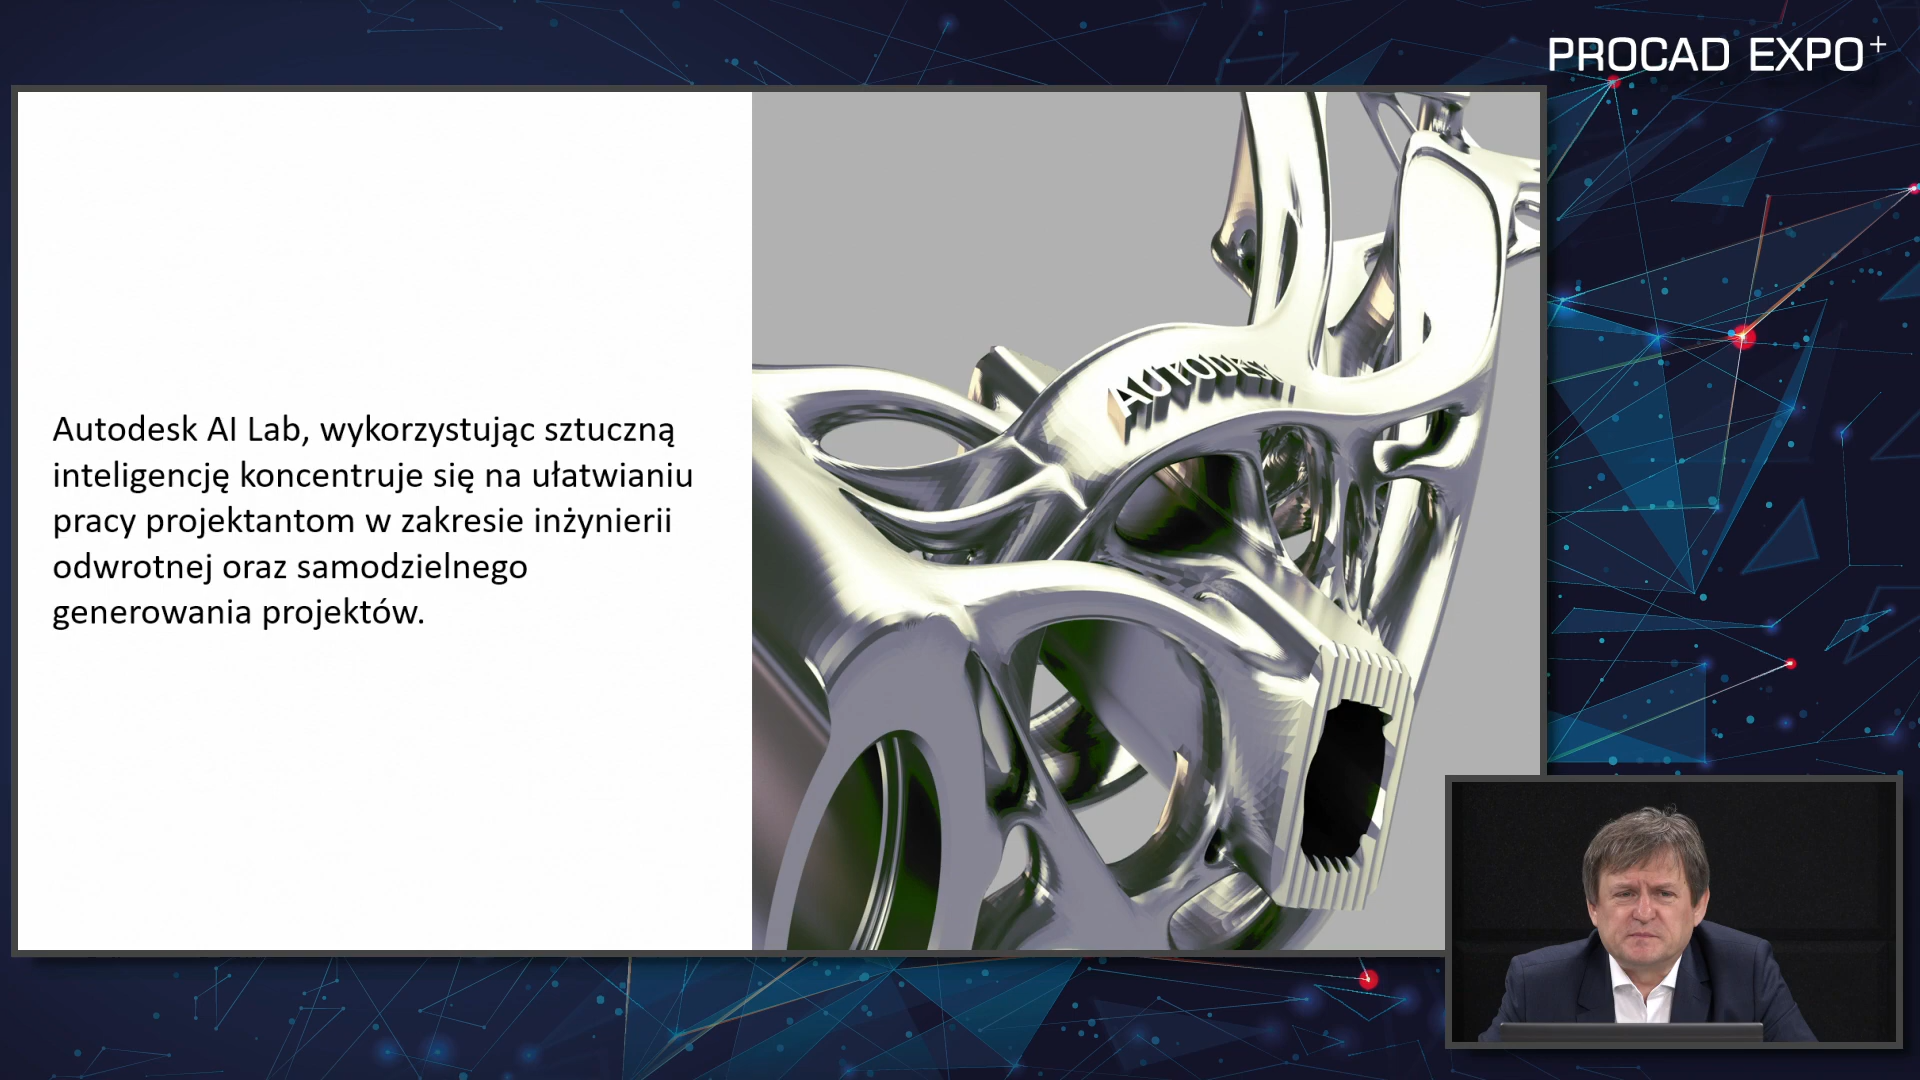 PROCAD EXPO+
Autodesk AI Lab, wykorzystując sztuczną
inteligencję koncentruje się na ułatwianiu
pracy projektantom w zakresie inżynierii
odwrotnej oraz samodzielnego
generowania projektów.
AUTODESK